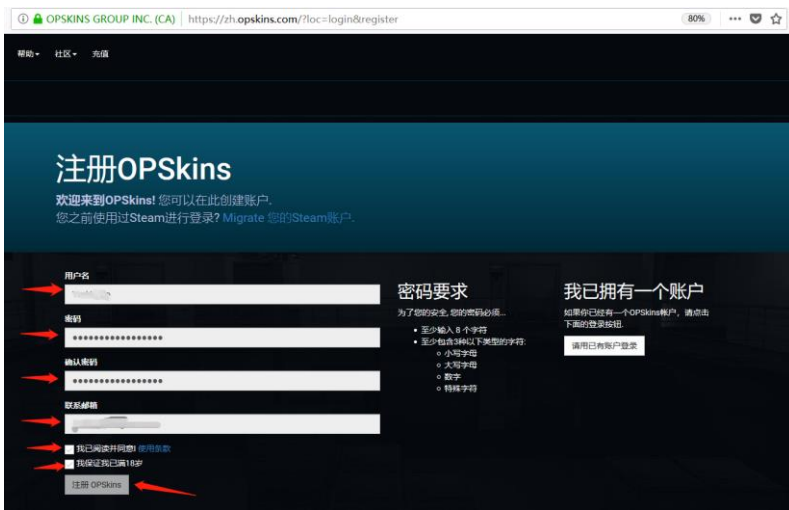 OPSKINS GROUP INC. (CA) https://zh.opskins.com/?loc=login&register 80%
帮助 社区 充值
注册OPSkins
欢迎来到OPSkins! 您可以在此创建账户.
您之前使用过Steam进行登录? Migrate 您的Steam账户.
用户名
密码
确认密码
联系邮箱
我已阅读并同意! 使用条款
我保证我已满18岁
注册 OPSkins
密码要求
为了您的安全, 您的密码必须...
至少输入 8 个字符
至少包含3种以下类型的字符:
小写字母
大写字母
数字
特殊字符
我已拥有一个账户
如果你已经有一个OPSkins帐户，请点击
下面的登录按钮.
请用已有账户登录